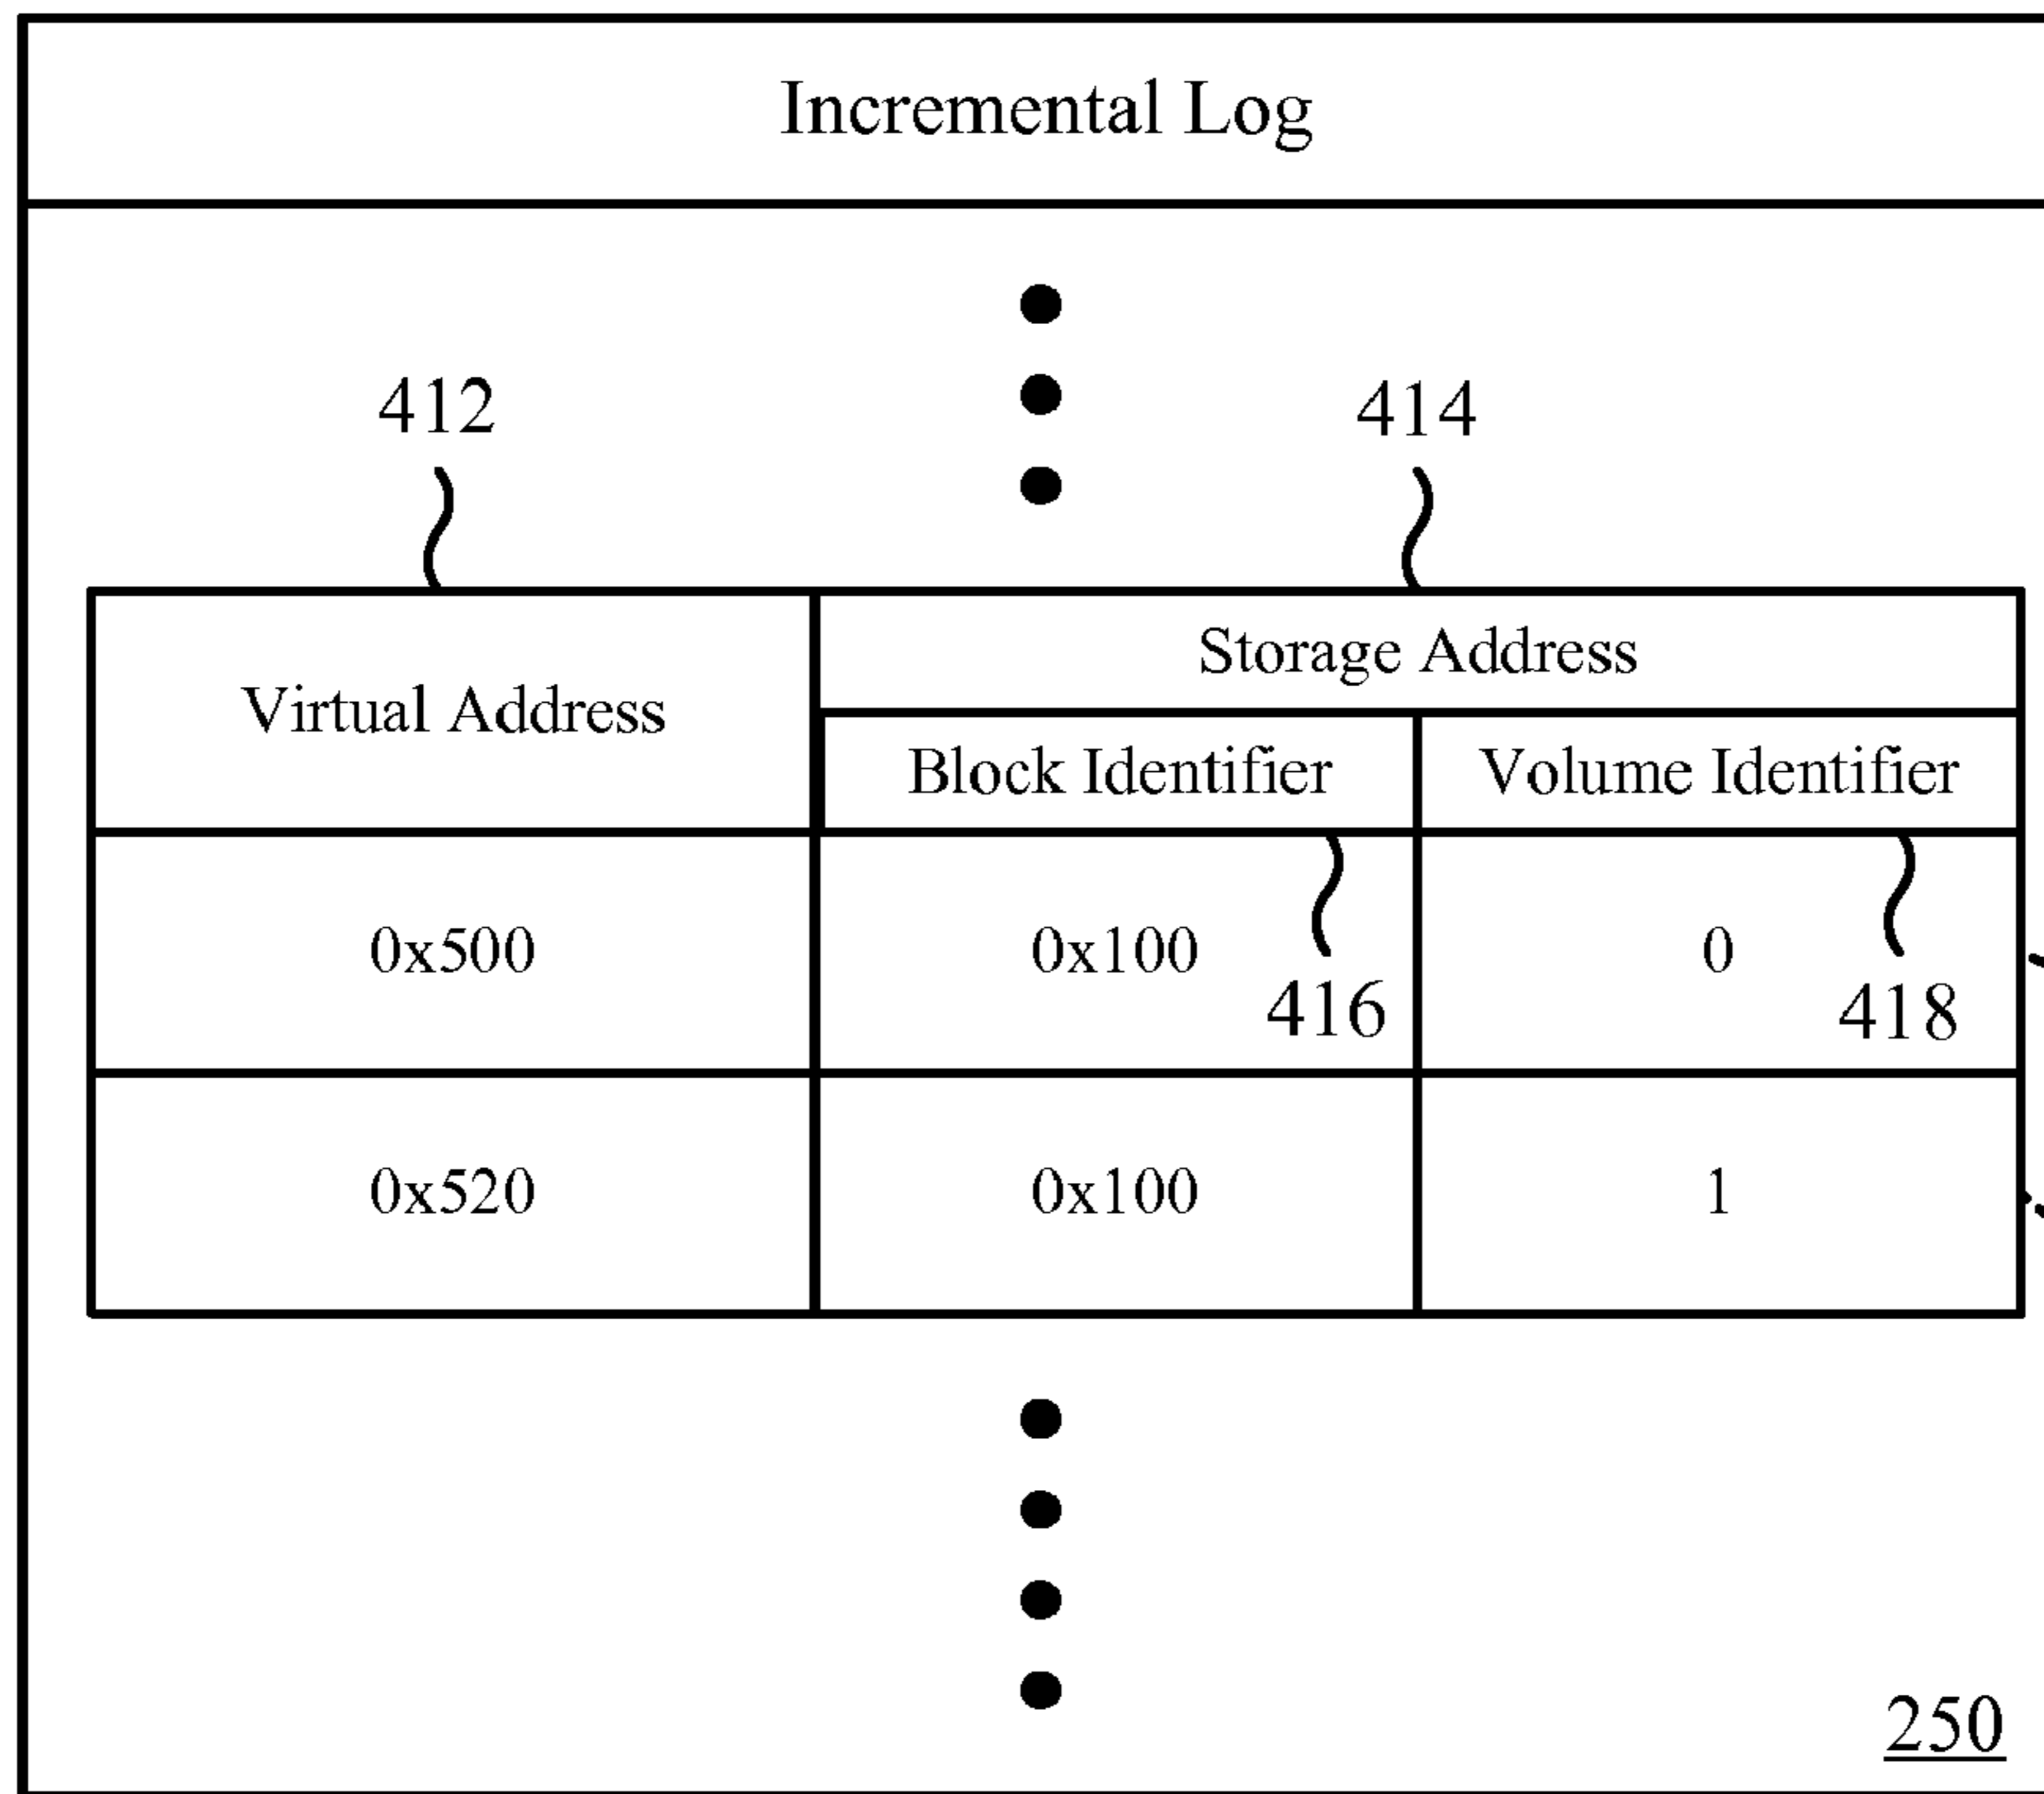 Incremental Log
412
414
Virtual Address
Storage Address
Block Identifier
Volume Identifier
0x500
0x100
0
416
418
0x520
0x100
1
250